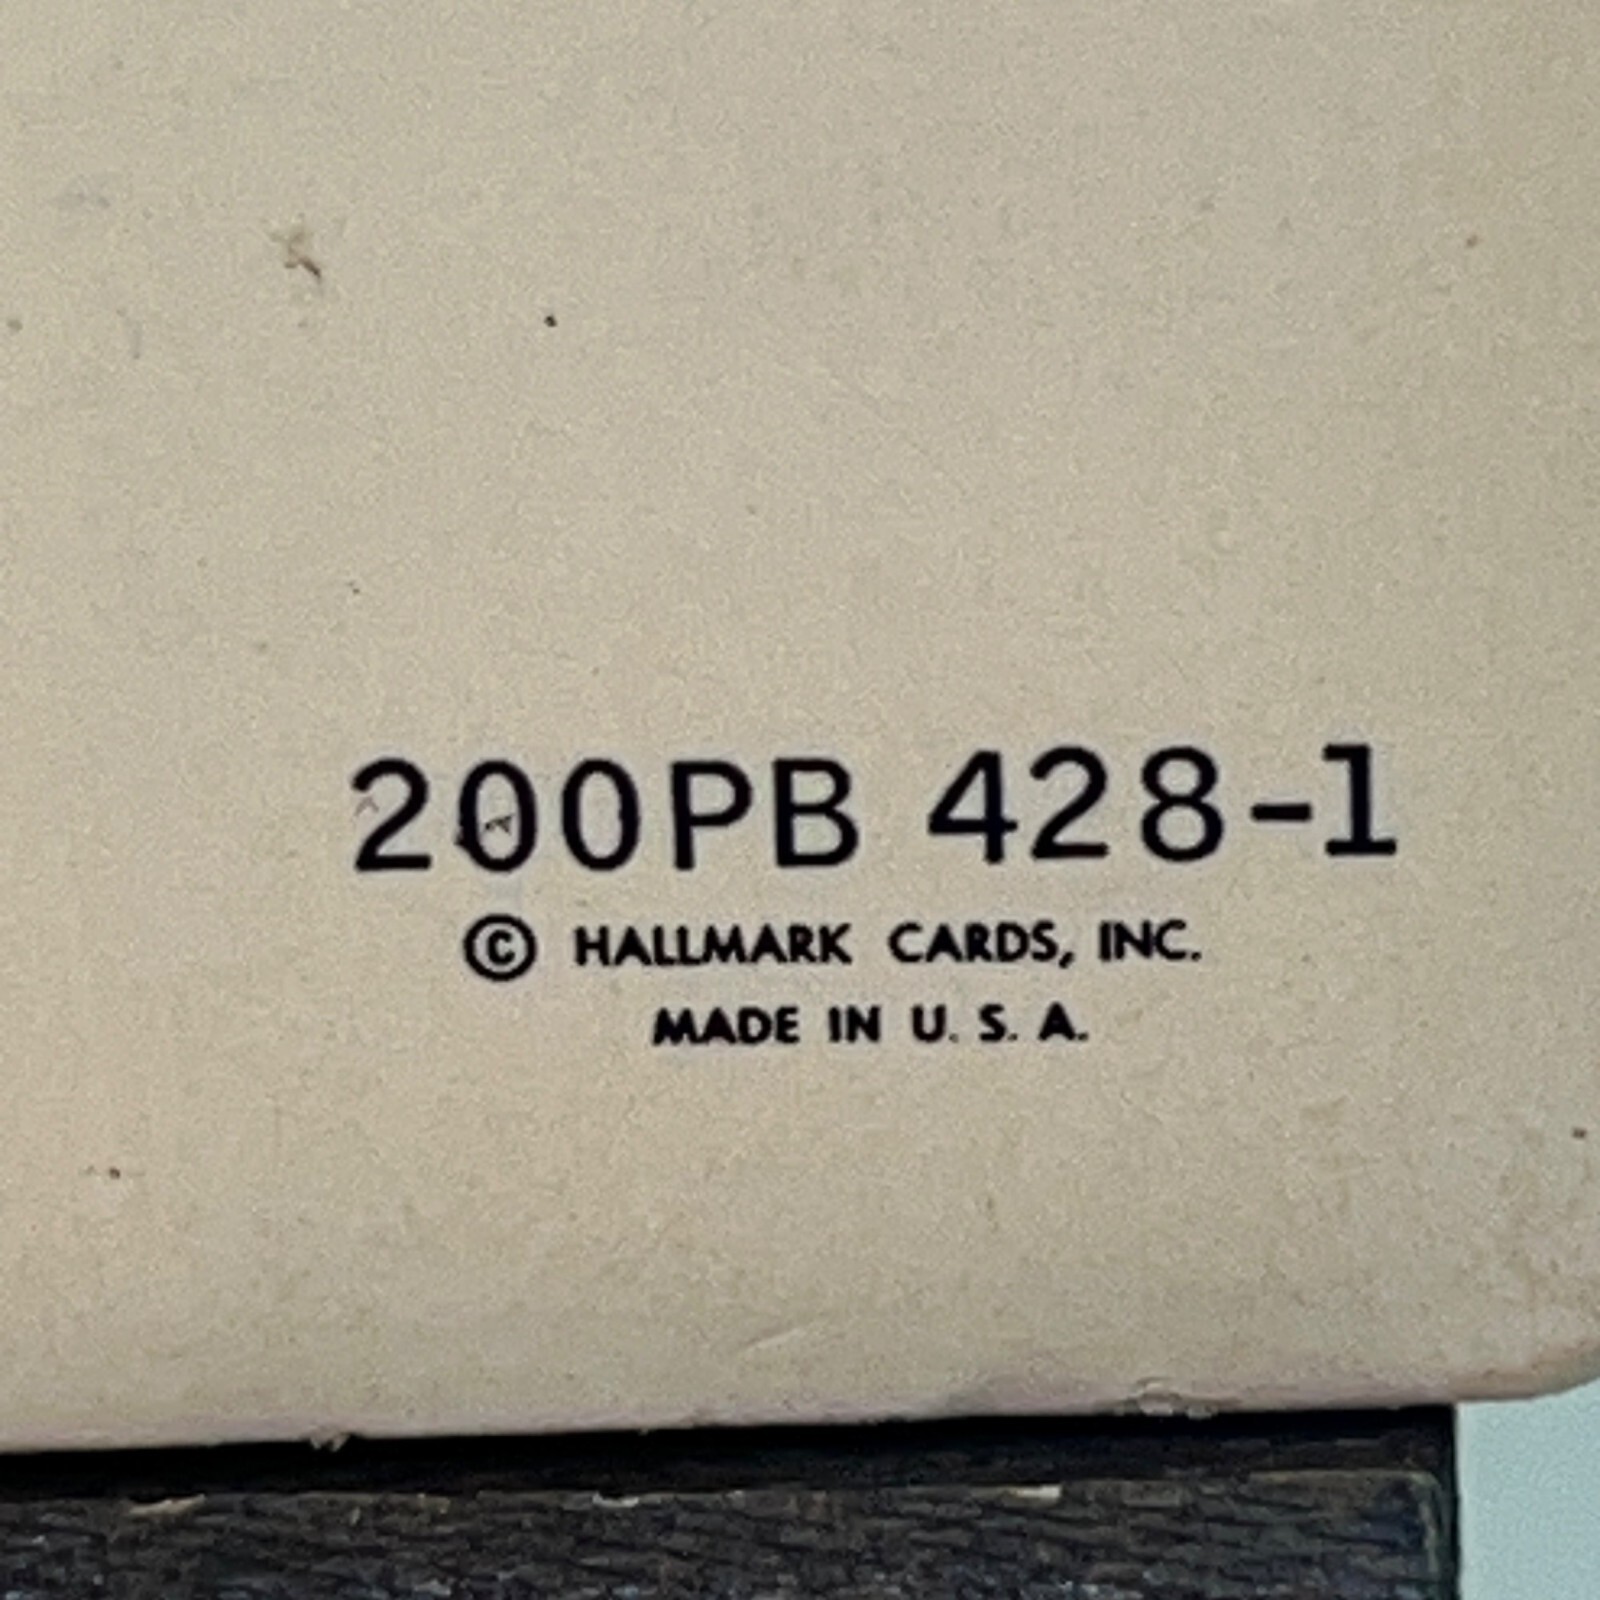 200PB 428-1
© HALLMARK CARDS, INC.
MADE IN U. S. A.